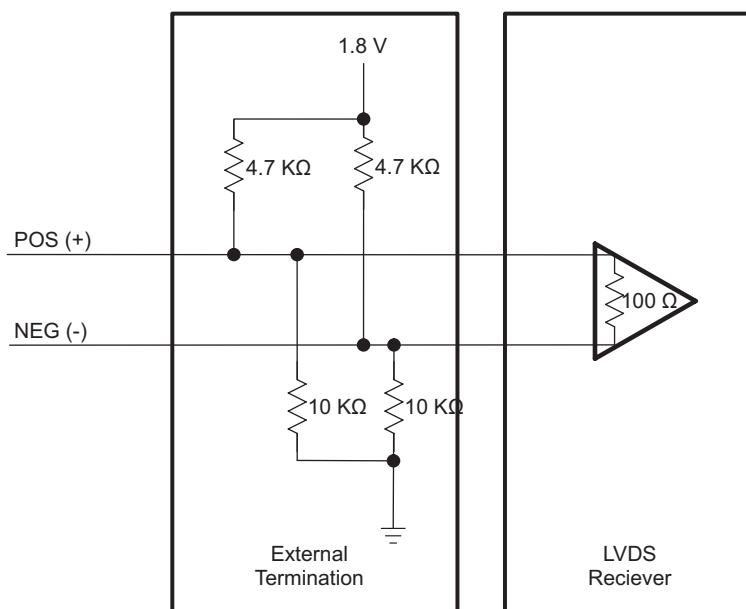 1.8 V
4.7 KΩ
4.7 KΩ
POS (+)
100 Ω
NEG (-)
10 KΩ
10 KΩ
External
Termination
LVDS
Reciever